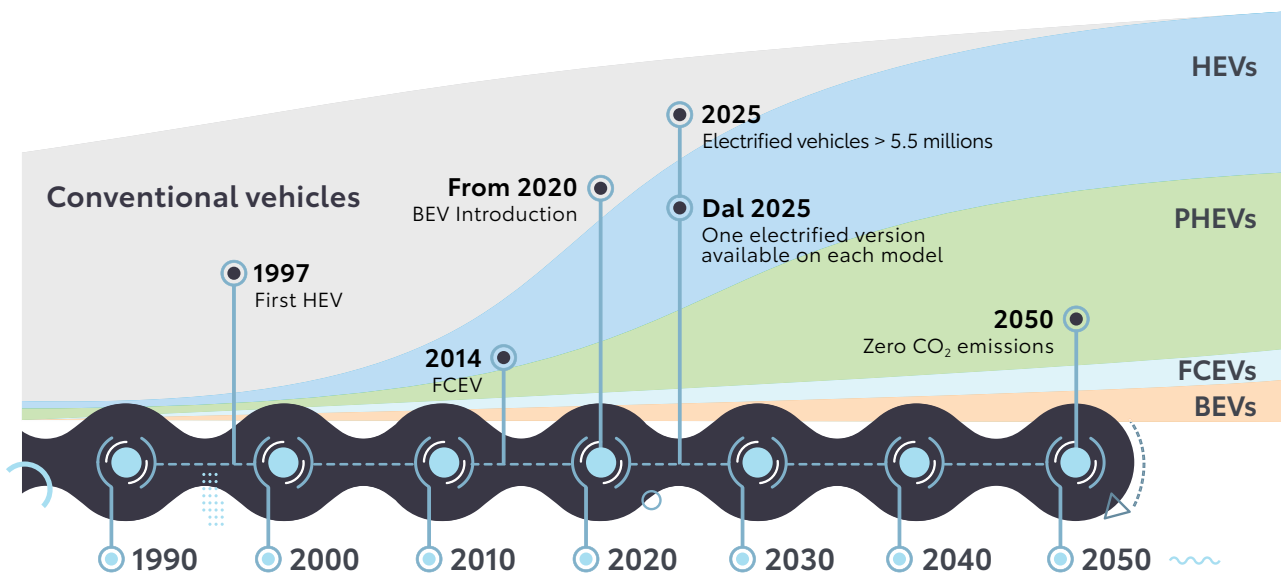 HEVs
2025
Electrified vehicles > 5.5 millions
Conventional vehicles
From 2020
BEV Introduction
Dal 2025
One electrified version
available on each model
PHEVs
1997
First HEV
2014
FCEV
2050
Zero CO₂ emissions
FCEVs
BEVs
1990
2000
2010
2020
2030
2040
2050